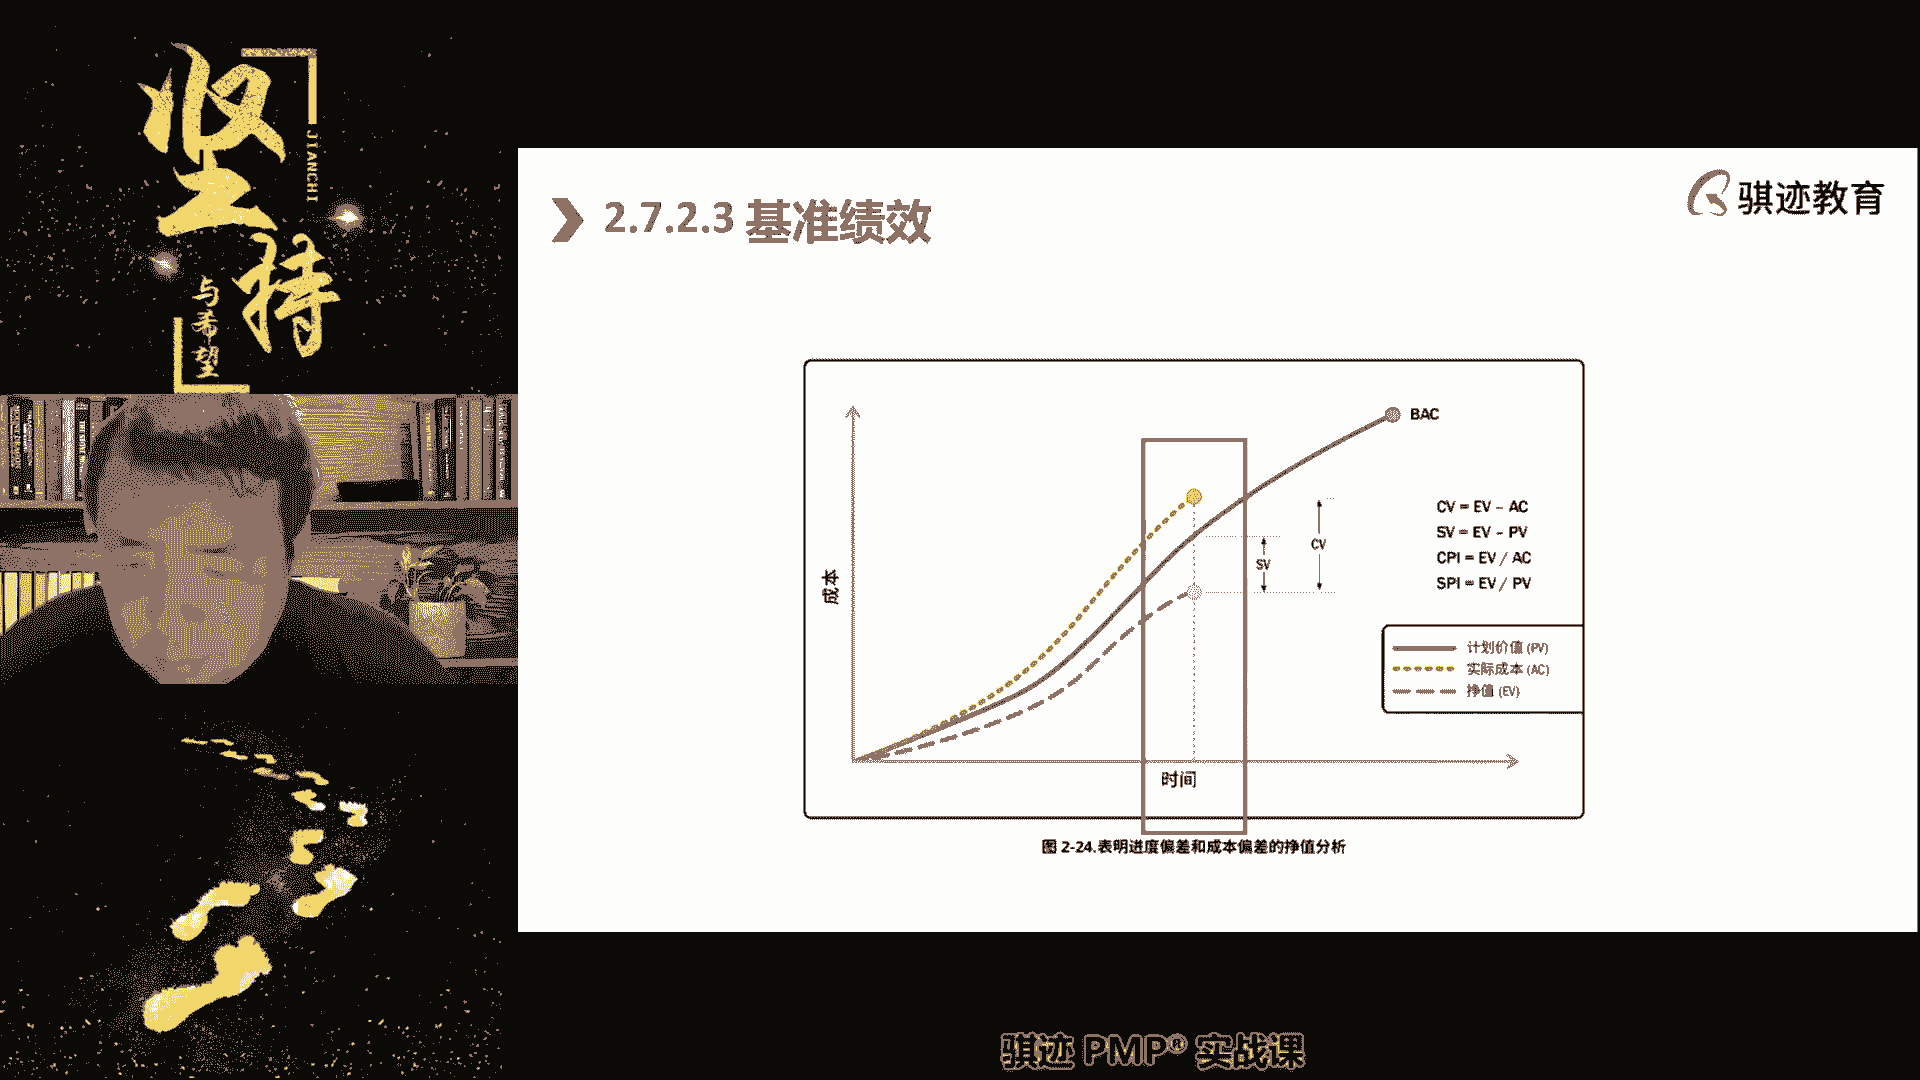 坚持
JIANCHI
与希望
2.7.2.3 基准绩效
骐迹教育
BAC
CV = EV – AC
SV = EV – PV
CPI = EV / AC
SPI = EV / PV
CV
SV
成本
计划价值 (PV)
实际成本 (AC)
挣值 (EV)
时间
图 2-24.表明进度偏差和成本偏差的挣值分析
骐迹 PMP® 实战课